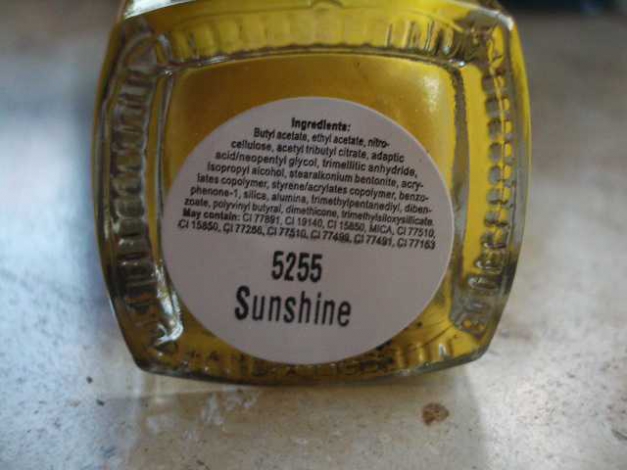 Ingredients:
Butyl acetate, ethyl acetate, nitro-
cellulose, acetyl tributyl citrate, adaptic
acid/neopentyl glycol, trimellitic anhydride,
Isopropyl alcohol, stearalkonium bentonite, acry-
lates copolymer, styrene/acrylates copolymer, benzo-
phenone-1, silica, alumina, trimethylpentanediyl, diben-
zoate, polyvinyl butyral, dimethicone, trimethylsiloxysilicate.
May contain: CI 77891, CI 19140, CI 15850, MICA, CI 77510,
CI 15850, CI 77266, CI 77510, CI 77499, CI 77491, CI 77163
5255
Sunshine